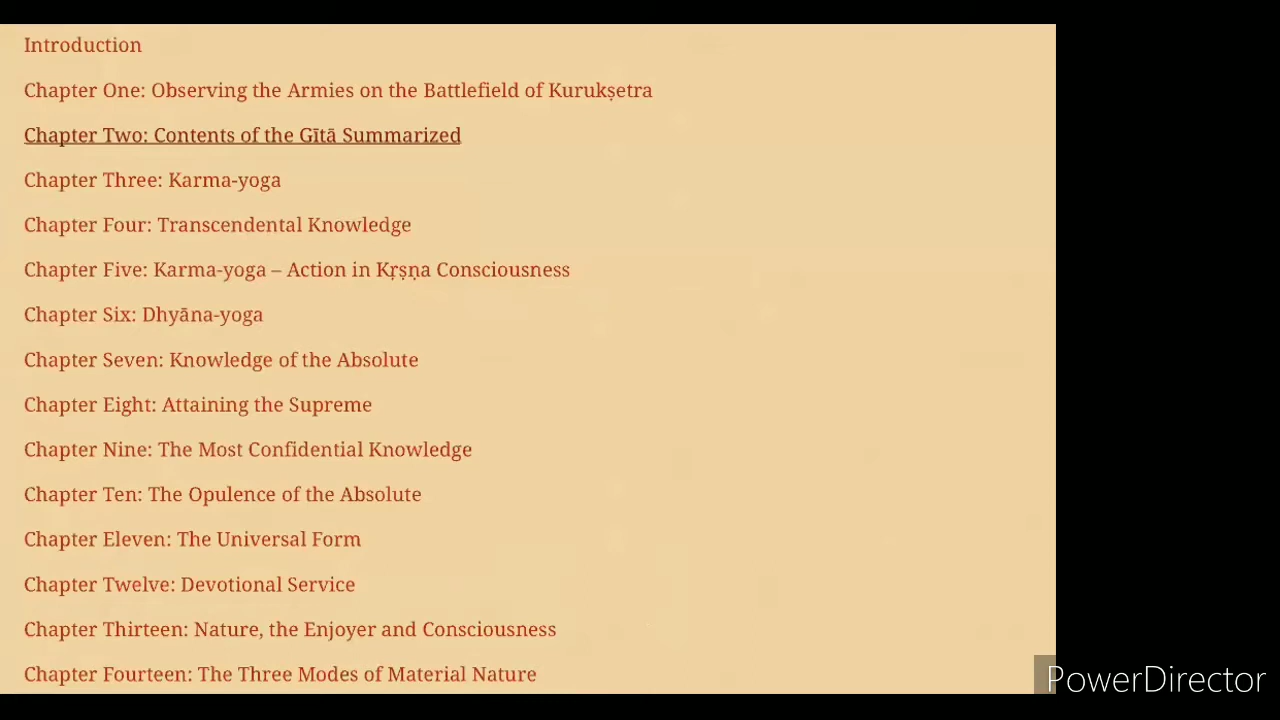 Introduction
Chapter One: Observing the Armies on the Battlefield of Kurukṣetra
Chapter Two: Contents of the Gītā Summarized
Chapter Three: Karma-yoga
Chapter Four: Transcendental Knowledge
Chapter Five: Karma-yoga – Action in Kṛṣṇa Consciousness
Chapter Six: Dhyāna-yoga
Chapter Seven: Knowledge of the Absolute
Chapter Eight: Attaining the Supreme
Chapter Nine: The Most Confidential Knowledge
Chapter Ten: The Opulence of the Absolute
Chapter Eleven: The Universal Form
Chapter Twelve: Devotional Service
Chapter Thirteen: Nature, the Enjoyer and Consciousness
Chapter Fourteen: The Three Modes of Material Nature
PowerDirector